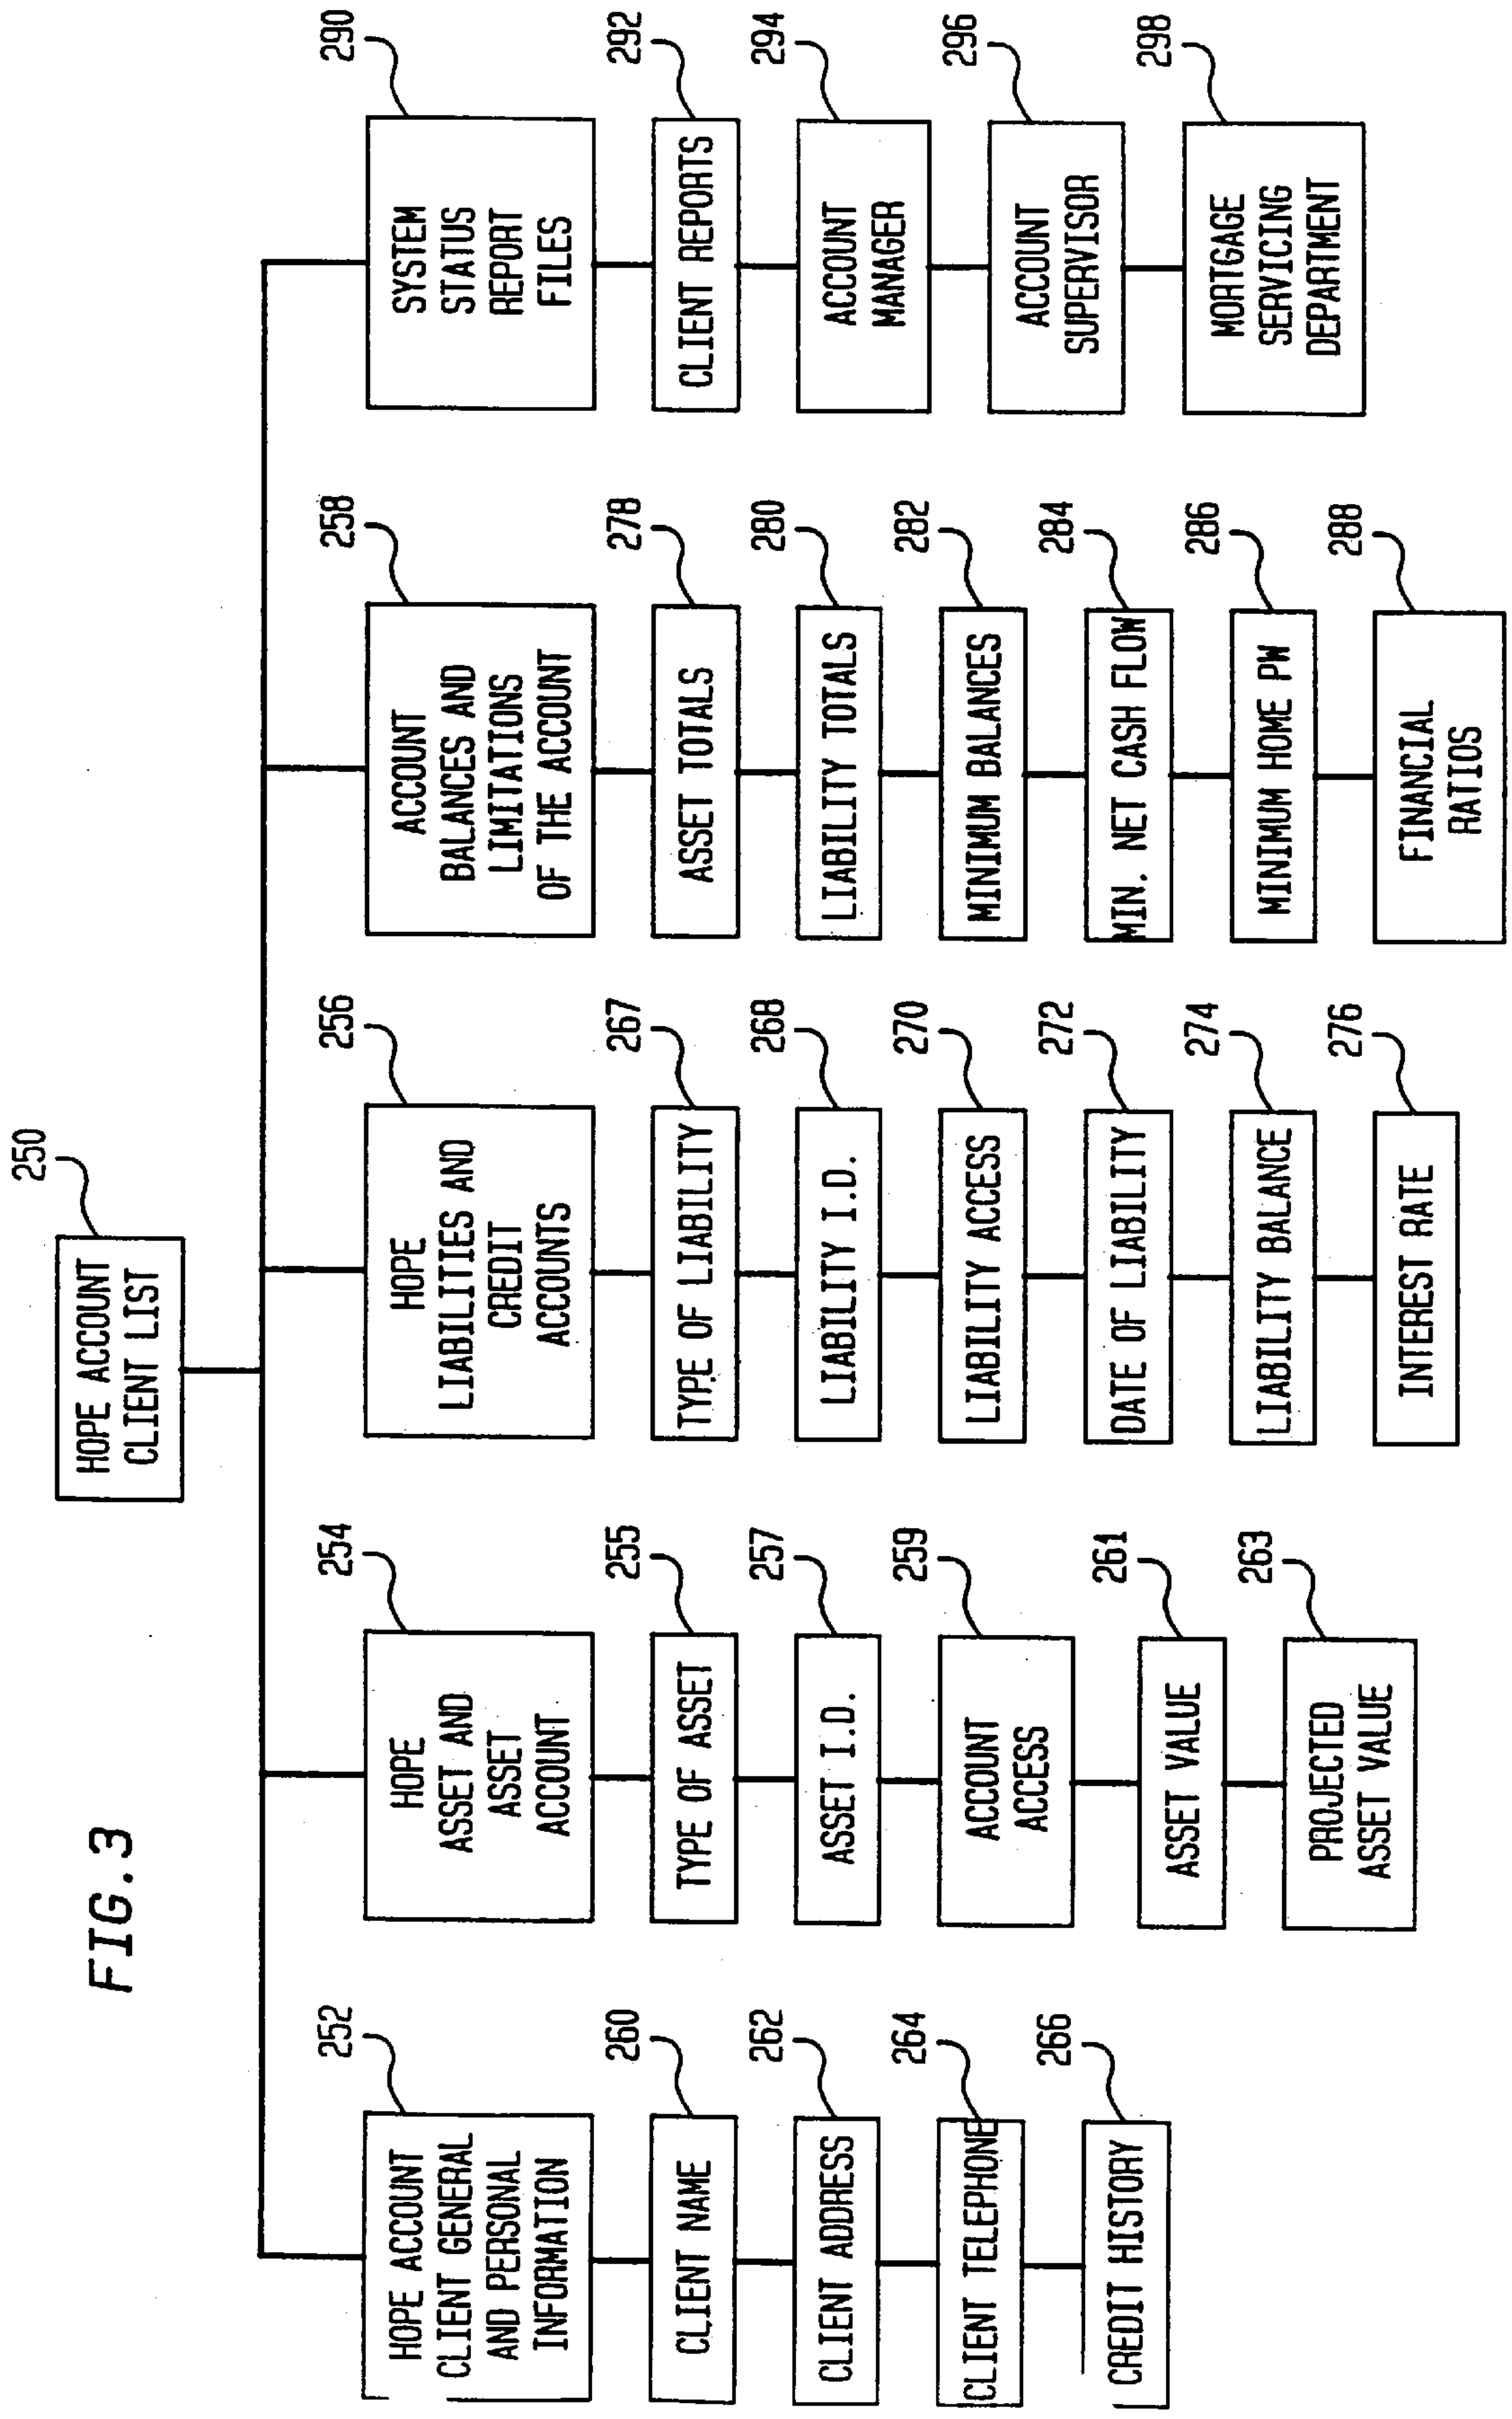 FIG.3
250
HOPE ACCOUNT
CLIENT LIST
252
HOPE ACCOUNT
CLIENT GENERAL
AND PERSONAL
INFORMATION
260
CLIENT NAME
262
CLIENT ADDRESS
264
CLIENT TELEPHONE
266
CREDIT HISTORY
254
HOPE
ASSET AND
ASSET
ACCOUNT
255
TYPE OF ASSET
257
ASSET I.D.
259
ACCOUNT
ACCESS
261
ASSET VALUE
263
PROJECTED
ASSET VALUE
256
HOPE
LIABILITIES AND
CREDIT
ACCOUNTS
267
TYPE OF LIABILITY
268
LIABILITY I.D.
270
LIABILITY ACCESS
272
DATE OF LIABILITY
274
LIABILITY BALANCE
276
INTEREST RATE
258
ACCOUNT
BALANCES AND
LIMITATIONS
OF THE ACCOUNT
278
ASSET TOTALS
280
LIABILITY TOTALS
282
MINIMUM BALANCES
284
MIN. NET CASH FLOW
286
MINIMUM HOME PW
288
FINANCIAL
RATIOS
290
SYSTEM
STATUS
REPORT
FILES
292
CLIENT REPORTS
294
ACCOUNT
MANAGER
296
ACCOUNT
SUPERVISOR
298
MORTGAGE
SERVICING
DEPARTMENT